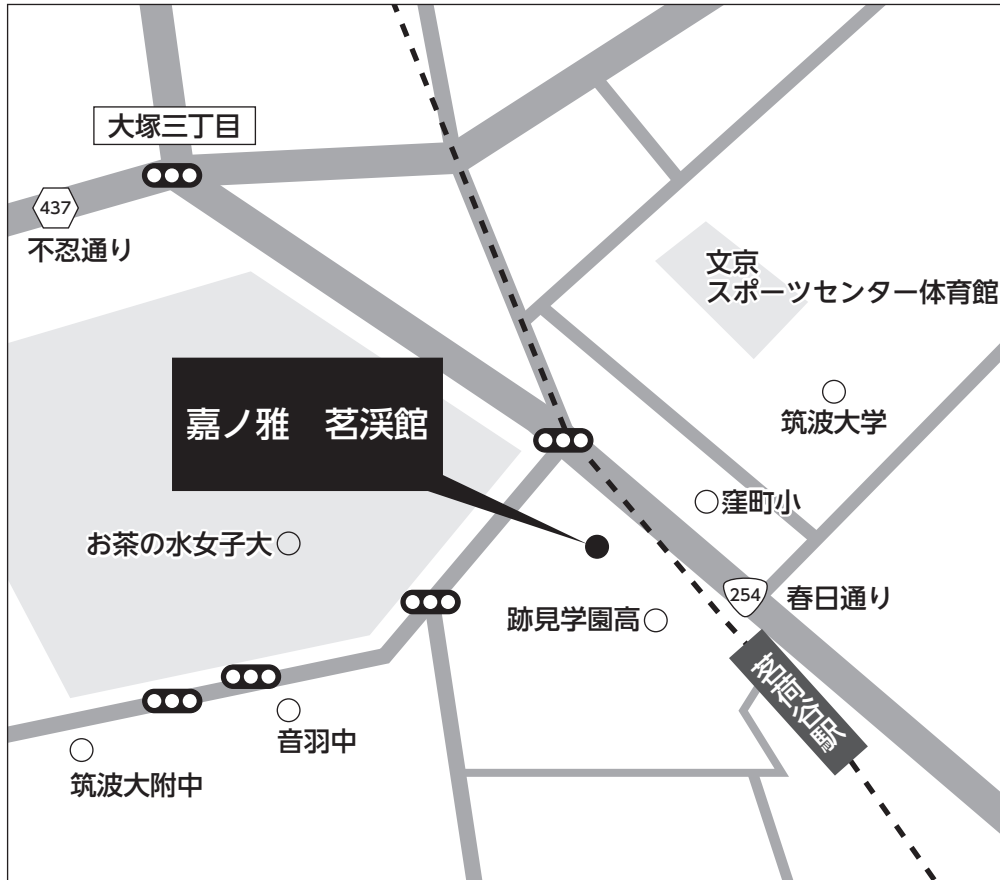 大塚三丁目
437
不忍通り
文京
スポーツセンター体育館
筑波大学
嘉ノ雅　茗渓館
窪町小
お茶の水女子大
254
春日通り
跡見学園高
茗荷谷駅
音羽中
筑波大附中